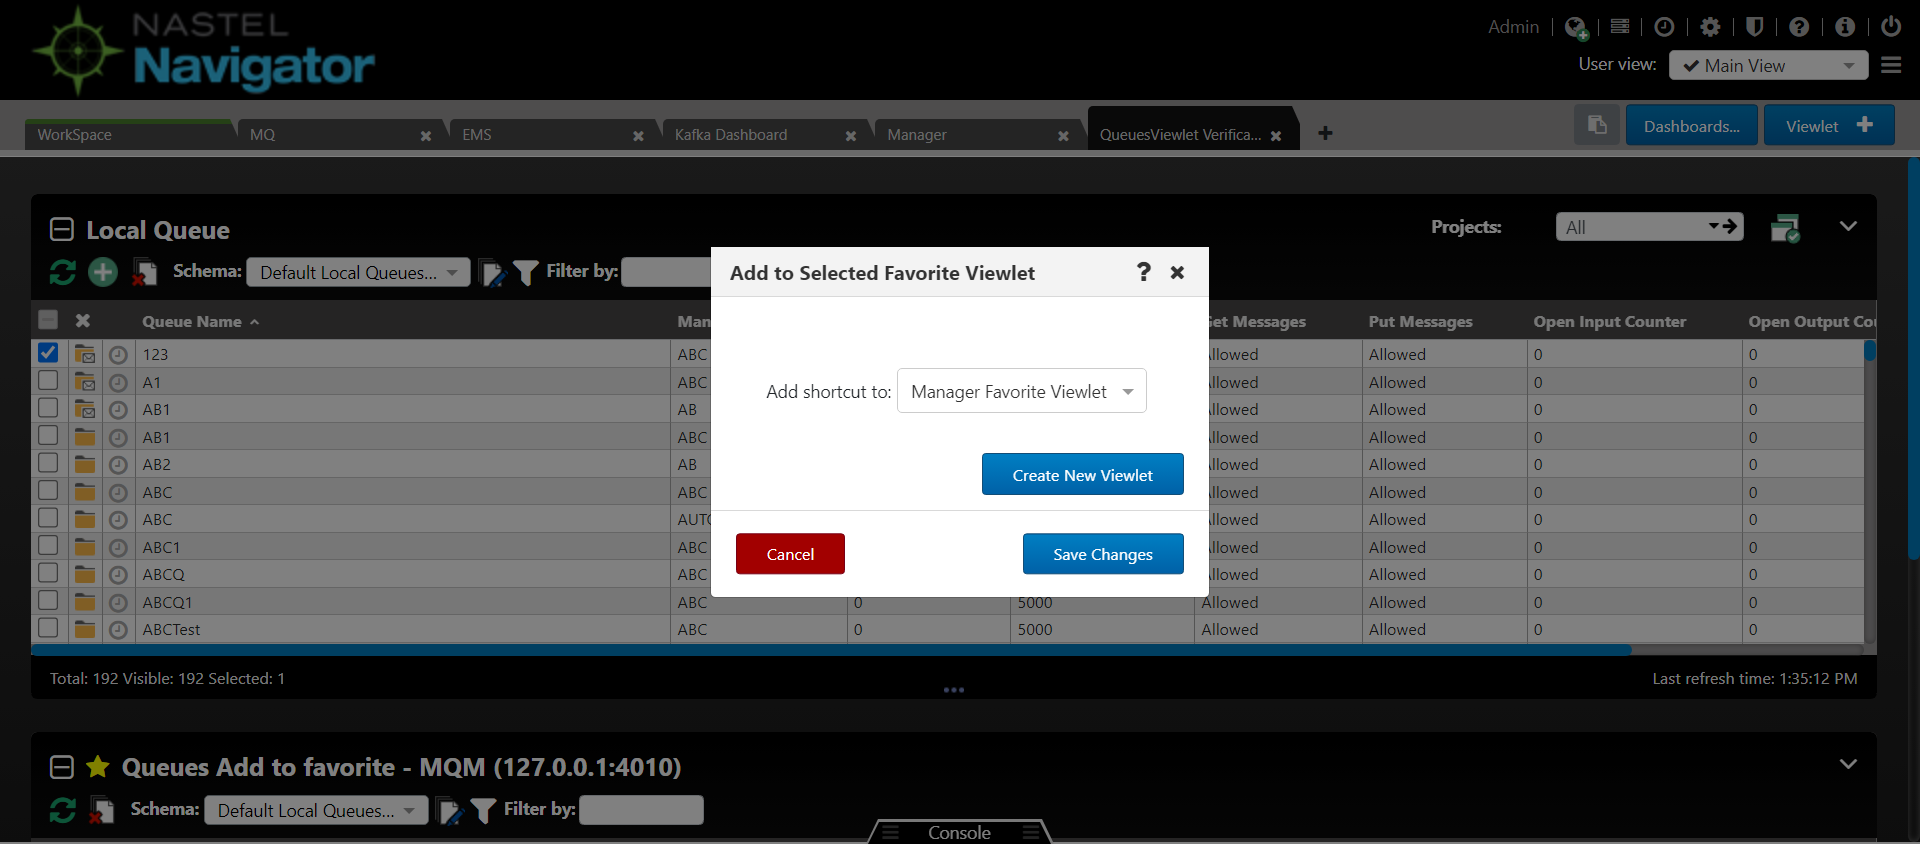 NASTEL
Navigator
Admin
User view: Main View
WorkSpace
MQ
EMS
Kafka Dashboard
Manager
QueuesViewlet Verifica...
Dashboards...
Viewlet
Local Queue
Projects: All
Schema: Default Local Queues... Filter by:
Add to Selected Favorite Viewlet
Add shortcut to: Manager Favorite Viewlet
Create New Viewlet
Cancel
Save Changes
Queue Name Man et Messages Put Messages Open Input Counter Open Output Cou
123 ABC llowed Allowed 0 0
A1 ABC llowed Allowed 0 0
AB1 AB llowed Allowed 0 0
AB1 ABC llowed Allowed 0 0
AB2 AB llowed Allowed 0 0
ABC ABC llowed Allowed 0 0
ABC AUTO llowed Allowed 0 0
ABC1 ABC llowed Allowed 0 0
ABCQ ABC llowed Allowed 0 0
ABCQ1 ABC 0 5000 Allowed Allowed 0 0
ABCTest ABC 0 5000 Allowed Allowed 0 0
Total: 192 Visible: 192 Selected: 1
Last refresh time: 1:35:12 PM
Queues Add to favorite - MQM (127.0.0.1:4010)
Schema: Default Local Queues... Filter by:
Console